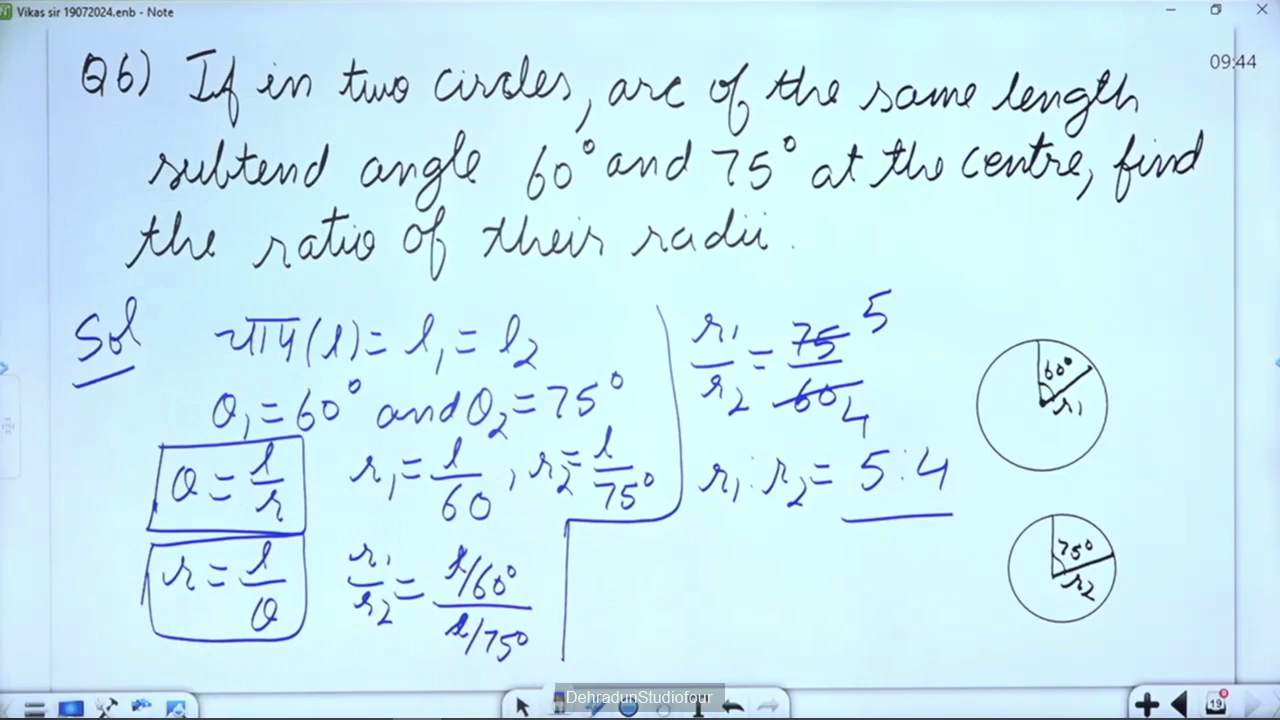 Vikas sir 19072024.enb - Note
09:44
Q6) If in two circles, arc of the same length
subtend angle 60° and 75° at the centre, find
the ratio of their radii.
Sol
(l) = l₁ = l₂
θ₁ = 60° and θ₂ = 75°
θ = l/r
r₁ = l/60, r₂ = l/75°
r = l/θ
r₁/r₂ = l/60° / l/75°
r₁/r₂ = 75/60 5/4
r₁ : r₂ = 5 : 4
60°
r₁
75°
r₂
DehradunStudiofour
19